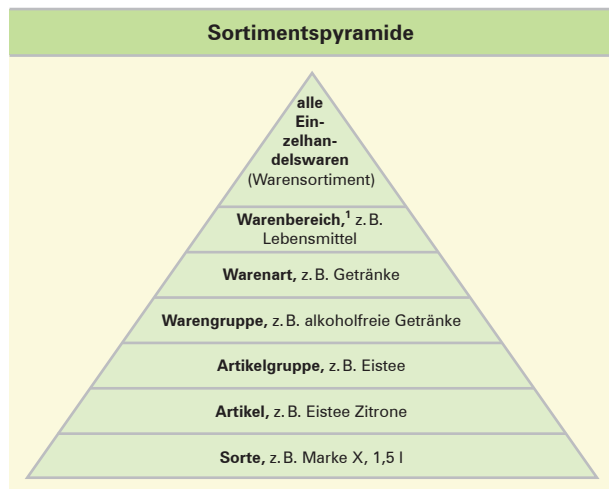 Sortimentspyramide
alle
Ein-
zelhan-
delswaren
(Warensortiment)
Warenbereich,¹ z. B.
Lebensmittel
Warenart, z. B. Getränke
Warengruppe, z. B. alkoholfreie Getränke
Artikelgruppe, z. B. Eistee
Artikel, z. B. Eistee Zitrone
Sorte, z. B. Marke X, 1,5 l